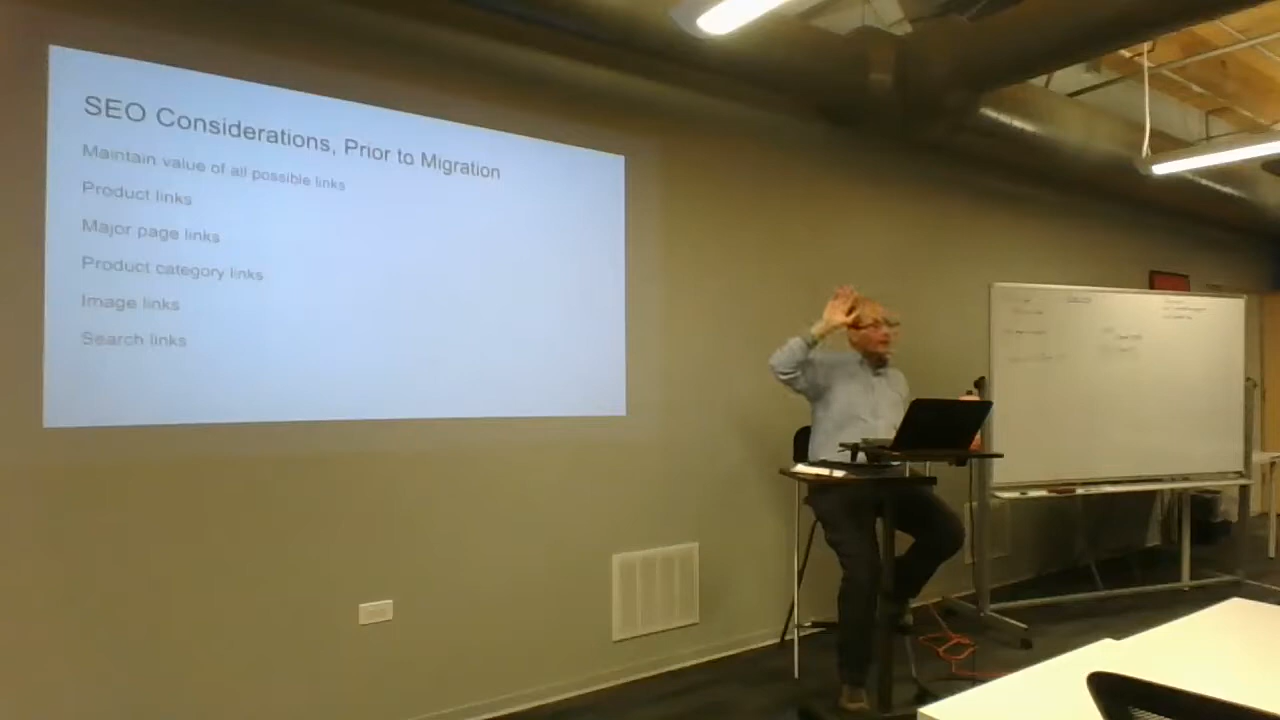 SEO Considerations, Prior to Migration
Maintain value of all possible links
Product links
Major page links
Product category links
Image links
Search links